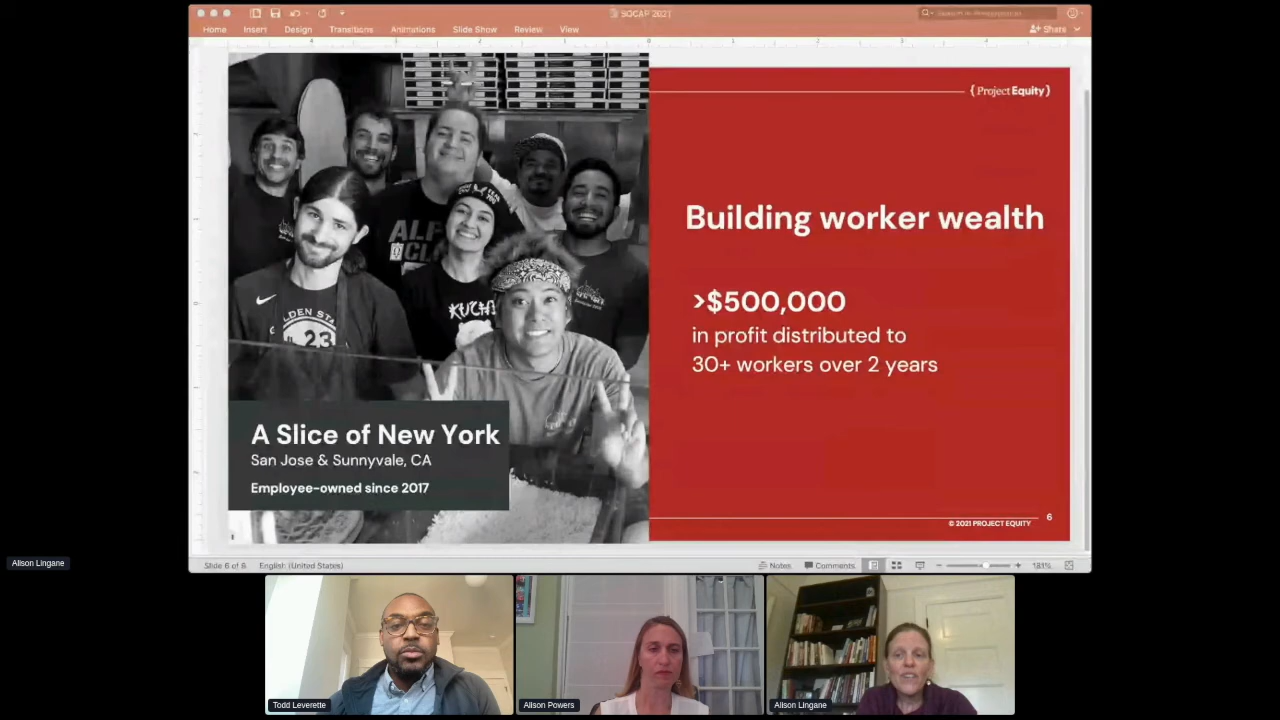 SOCAP 2021
Home Insert Design Transitions Animations Slide Show Review View
Share
{Project Equity}
Building worker wealth
>$500,000
in profit distributed to
30+ workers over 2 years
A Slice of New York
San Jose & Sunnyvale, CA
Employee-owned since 2017
6
© 2021 PROJECT EQUITY
Alison Lingane
Slide 6 of 8 English (United States)
Notes Comments 181%
Todd Leverette
Alison Powers
Alison Lingane
KUCHI
23